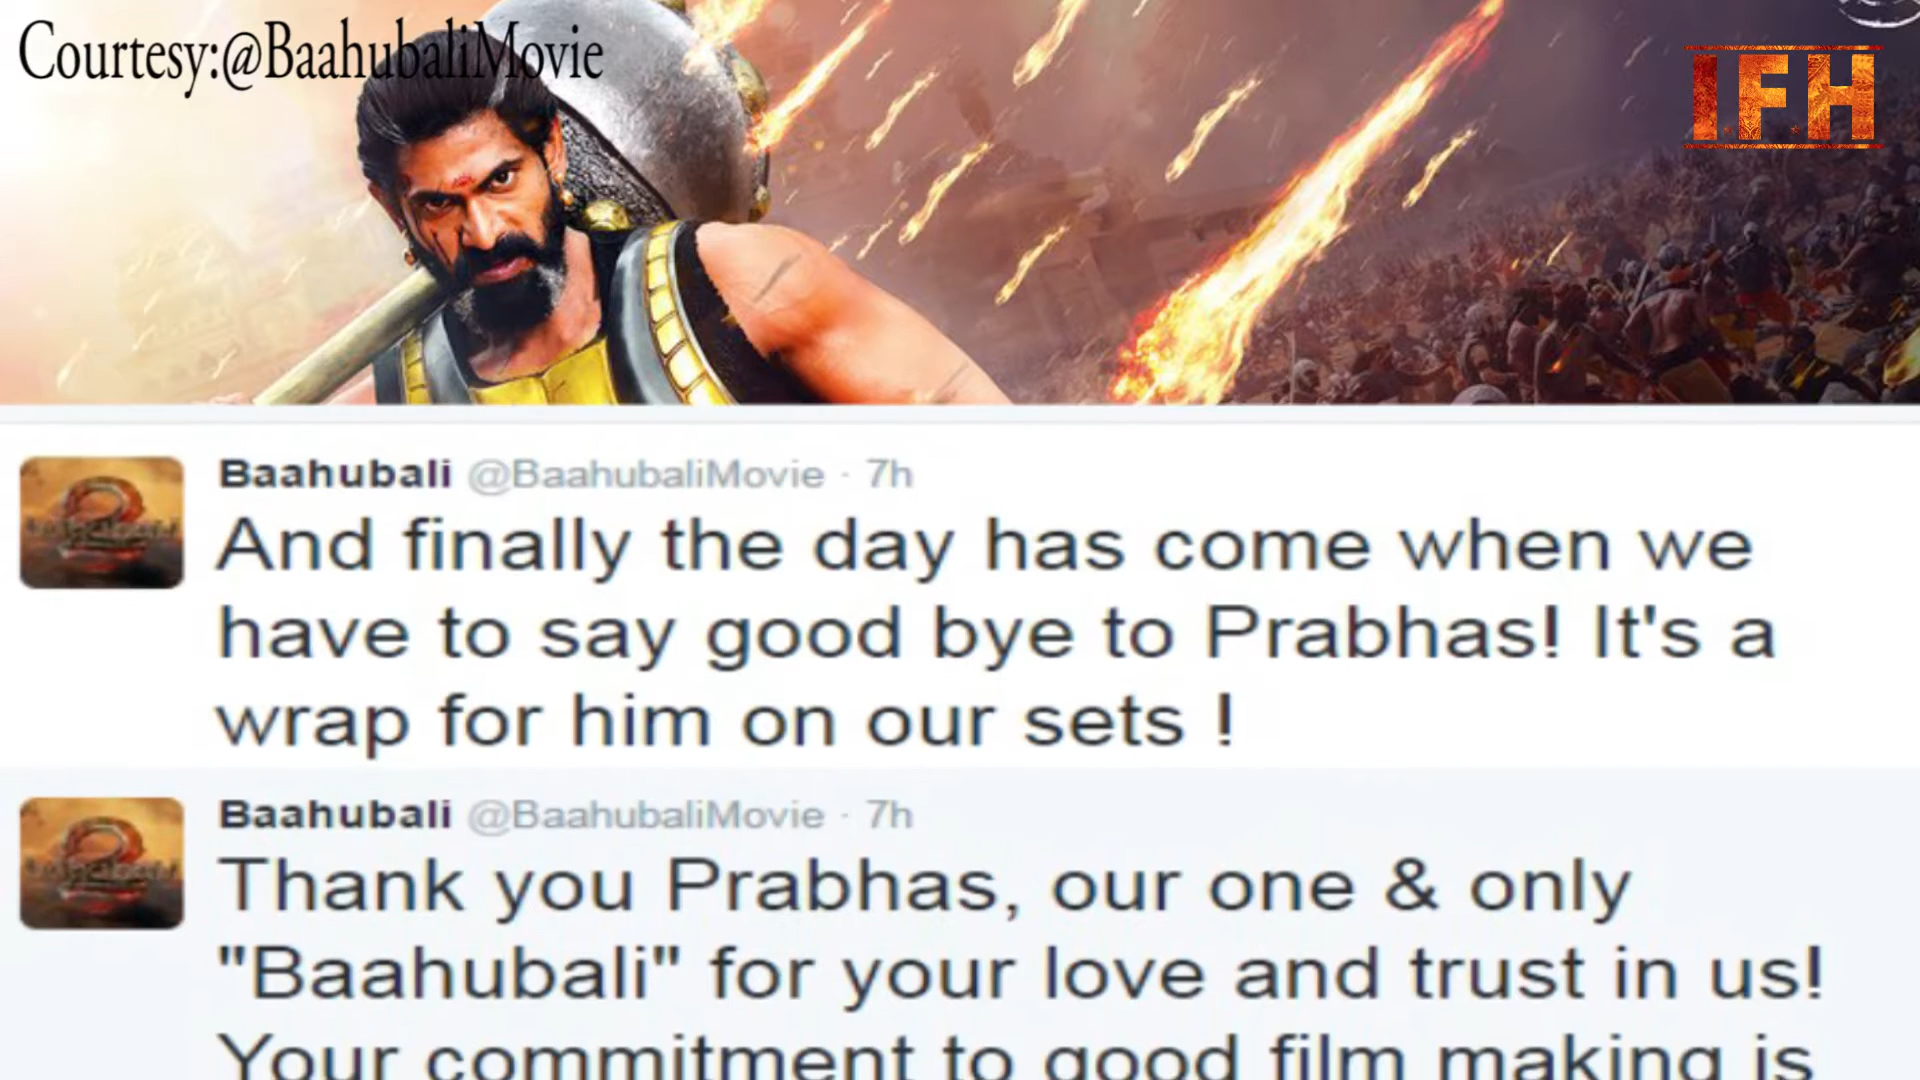 Courtesy:@BaahubaliMovie
I.F.H
Baahubali @BaahubaliMovie · 7h
And finally the day has come when we
have to say good bye to Prabhas! It's a
wrap for him on our sets !
Baahubali @BaahubaliMovie · 7h
Thank you Prabhas, our one & only
"Baahubali" for your love and trust in us!
Your commitment to good film making is